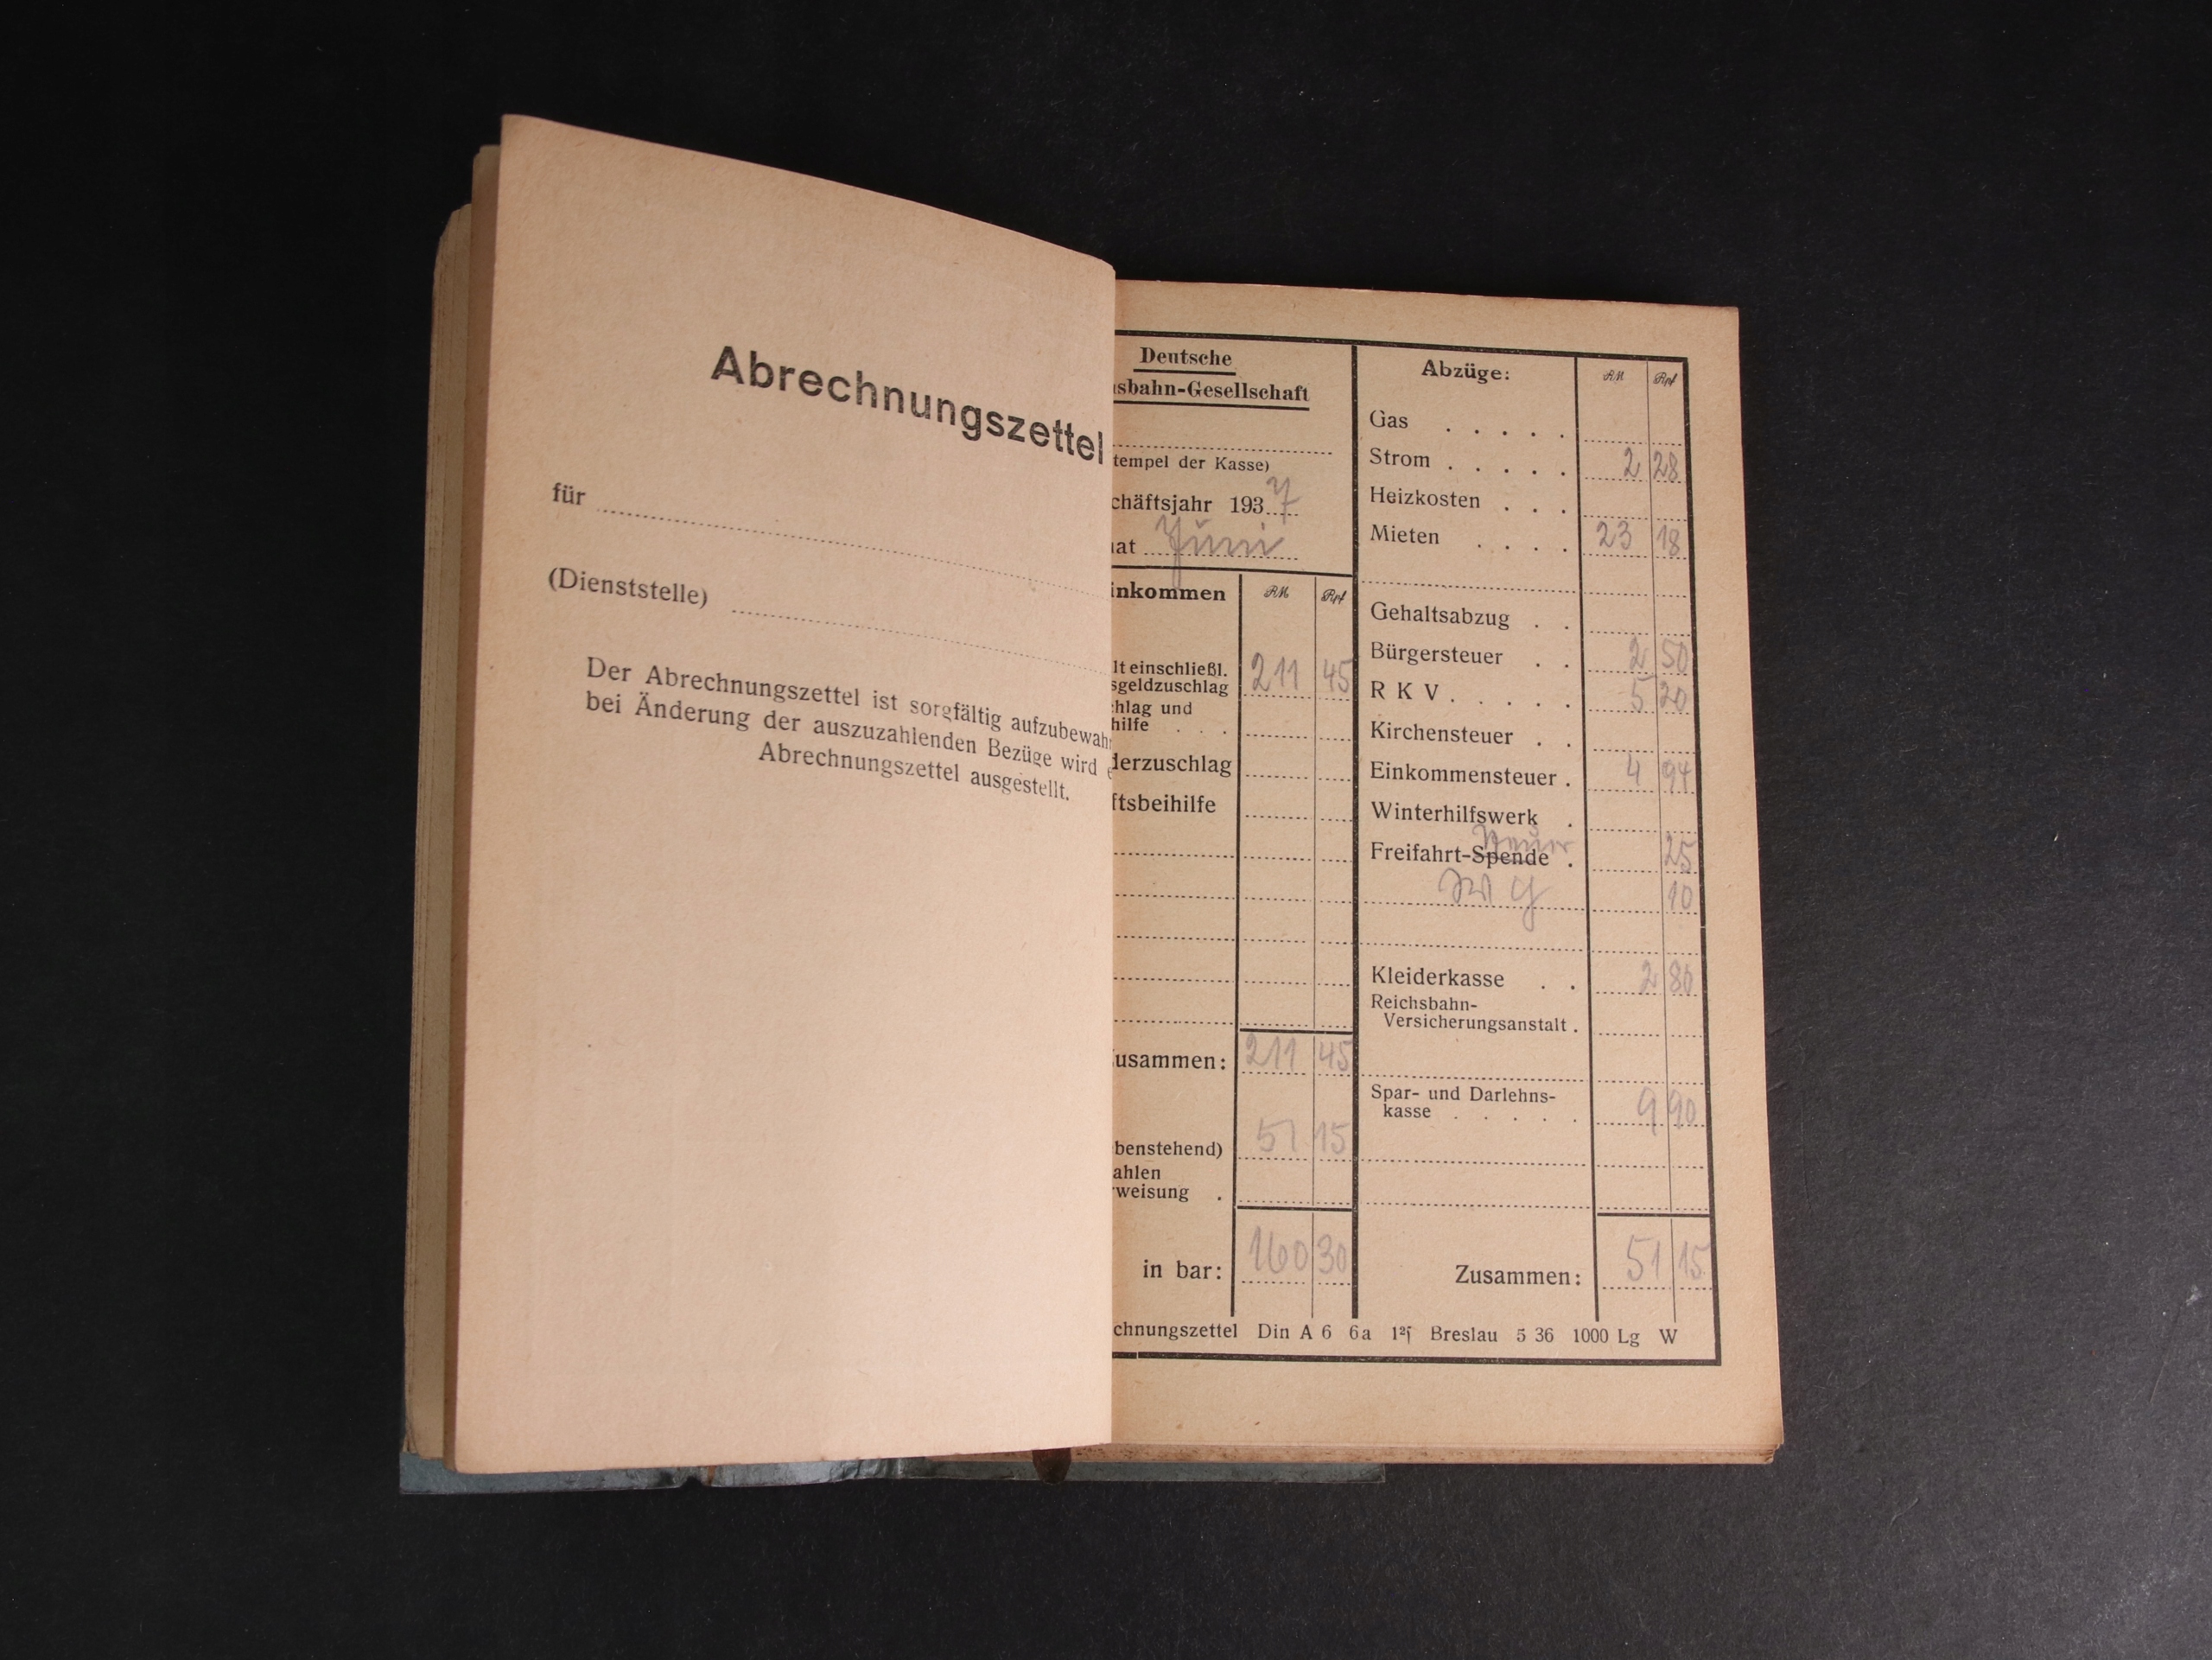 Abrechnungszettel
für
(Dienststelle)
Der Abrechnungszettel ist sorgfältig aufzubewahr
bei Änderung der auszuzahlenden Bezüge wird e
Abrechnungszettel ausgestellt.
Deutsche
sbahn-Gesellschaft
tempel der Kasse)
chäftsjahr 1937
at Juni
inkommen RM Rpf
lt einschließl.
sgeldzuschlag 211 45
hlag und
hilfe . . .
derzuschlag
ftsbeihilfe
usammen: 211 45
benstehend) 51 15
ahlen
weisung .
in bar: 160 30
Abzüge: RM Rpf
Gas . . . . .
Strom . . . . . 2 28
Heizkosten . . .
Mieten . . . . 23 18
Gehaltsabzug . .
Bürgersteuer . . 2 50
R K V . . . . . 5 20
Kirchensteuer . .
Einkommensteuer . 4 94
Winterhilfswerk .
Freifahrt-Spende . 25
10
Kleiderkasse . . 2 80
Reichsbahn-
Versicherungsanstalt .
Spar- und Darlehns-
kasse . . . . . 9 90
Zusammen: 51 15
chnungszettel Din A 6 6a Breslau 5 36 1000 Lg W